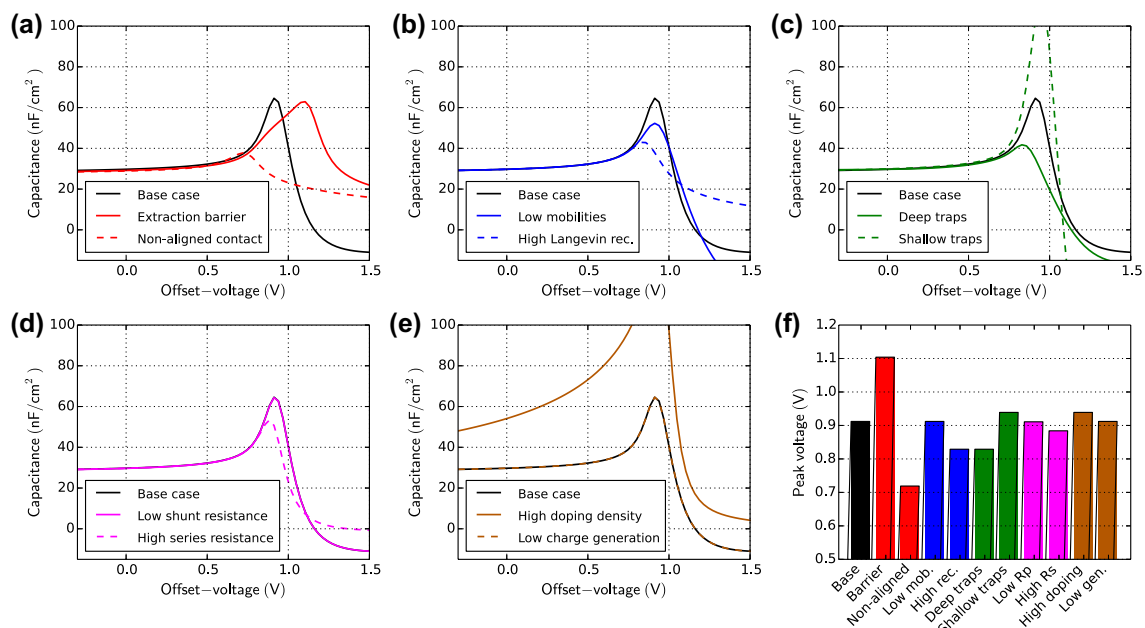 (a)
100
80
60
40
20
0
Capacitance (nF/cm²)
Base case
Extraction barrier
Non-aligned contact
0.0 0.5 1.0 1.5
Offset−voltage (V)
(b)
100
80
60
40
20
0
Capacitance (nF/cm²)
Base case
Low mobilities
High Langevin rec.
0.0 0.5 1.0 1.5
Offset−voltage (V)
(c)
100
80
60
40
20
0
Capacitance (nF/cm²)
Base case
Deep traps
Shallow traps
0.0 0.5 1.0 1.5
Offset−voltage (V)
(d)
100
80
60
40
20
0
Capacitance (nF/cm²)
Base case
Low shunt resistance
High series resistance
0.0 0.5 1.0 1.5
Offset−voltage (V)
(e)
100
80
60
40
20
0
Capacitance (nF/cm²)
Base case
High doping density
Low charge generation
0.0 0.5 1.0 1.5
Offset−voltage (V)
(f)
1.2
1.1
1.0
0.9
0.8
0.7
0.6
0.5
Peak voltage (V)
Base
Barrier
Non-aligned
Low mob.
High rec.
Deep traps
Shallow traps
Low Rp
High Rs
High doping
Low gen.